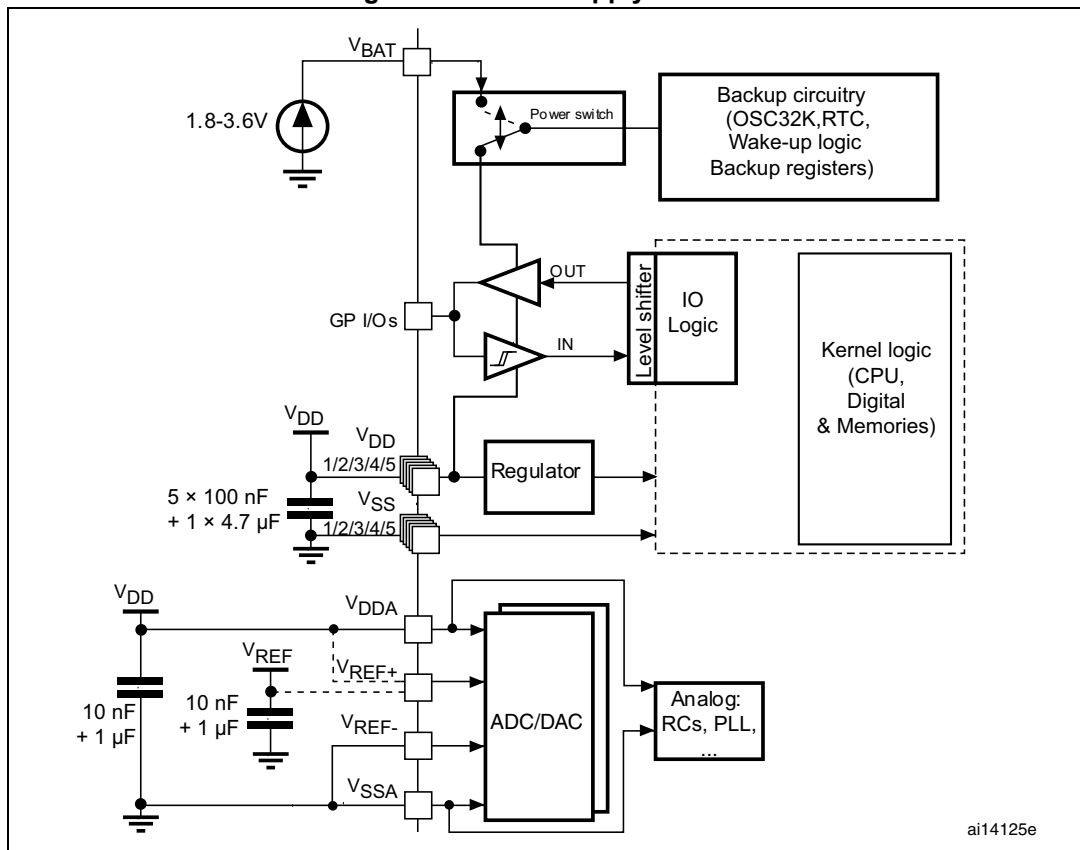 V_BAT
1.8-3.6V
Power switch
Backup circuitry
(OSC32K,RTC,
Wake-up logic
Backup registers)
OUT
GP I/Os
IN
Level shifter
IO
Logic
Kernel logic
(CPU,
Digital
& Memories)
V_DD
V_DD
1/2/3/4/5
Regulator
5 × 100 nF
+ 1 × 4.7 µF
V_SS
1/2/3/4/5
V_DD
V_DDA
V_REF
V_REF+
10 nF
+ 1 µF
10 nF
+ 1 µF
V_REF-
ADC/DAC
Analog:
RCs, PLL,
...
V_SSA
ai14125e